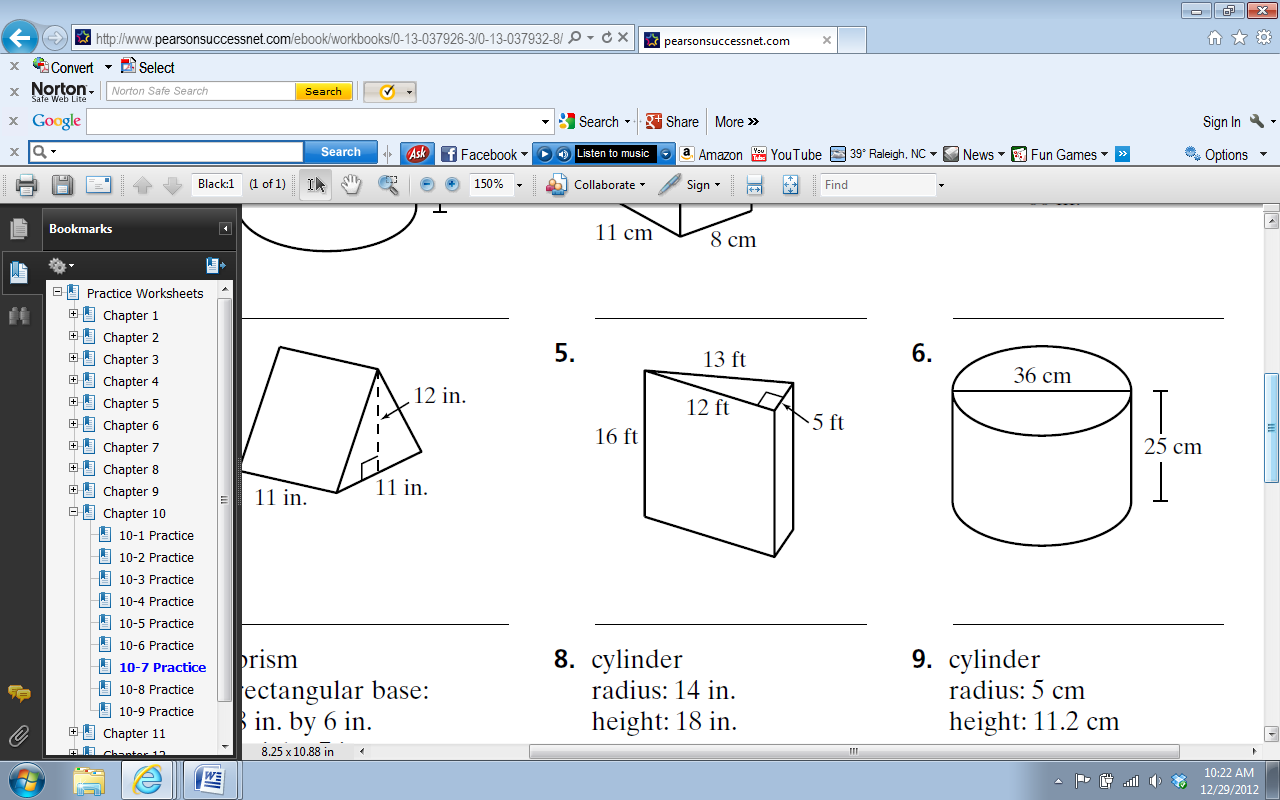 http://www.pearsonsuccessnet.com/ebook/workbooks/0-13-037926-3/0-13-037932-8/
pearsonsuccessnet.com
Convert Select
Norton Safe Web Lite Norton Safe Search Search
Google Search Share More » Sign In
Search Ask Facebook Listen to music Amazon You Tube YouTube 39° Raleigh, NC News Fun Games » Options
Black:1 (1 of 1) 150% Collaborate Sign Find
Bookmarks
Practice Worksheets
Chapter 1
Chapter 2
Chapter 3
Chapter 4
Chapter 5
Chapter 6
Chapter 7
Chapter 8
Chapter 9
Chapter 10
10-1 Practice
10-2 Practice
10-3 Practice
10-4 Practice
10-5 Practice
10-6 Practice
10-7 Practice
10-8 Practice
10-9 Practice
Chapter 11
Chapter 12
11 cm 8 cm
12 in.
11 in. 11 in.
5.
13 ft
12 ft
5 ft
16 ft
6.
36 cm
25 cm
prism
rectangular base:
8 in. by 6 in.
8. cylinder
radius: 14 in.
height: 18 in.
9. cylinder
radius: 5 cm
height: 11.2 cm
8.25 x 10.88 in
10:22 AM
12/29/2012